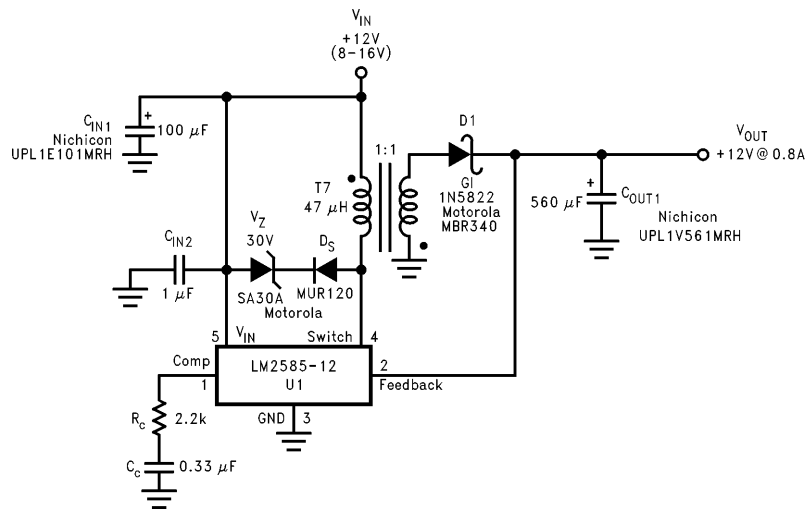 V_IN
+12V
(8-16V)
C_IN1
Nichicon
UPL1E101MRH
+
100 µF
1:1
D1
GI
1N5822
Motorola
MBR340
V_OUT
+12V @ 0.8A
T7
47 µH
+
560 µF
C_OUT1
Nichicon
UPL1V561MRH
C_IN2
1 µF
V_Z
30V
SA30A
D_S
MUR120
Motorola
5
V_IN
Switch
4
Comp
1
LM2585-12
U1
2
Feedback
GND
3
R_c
2.2k
C_c
0.33 µF